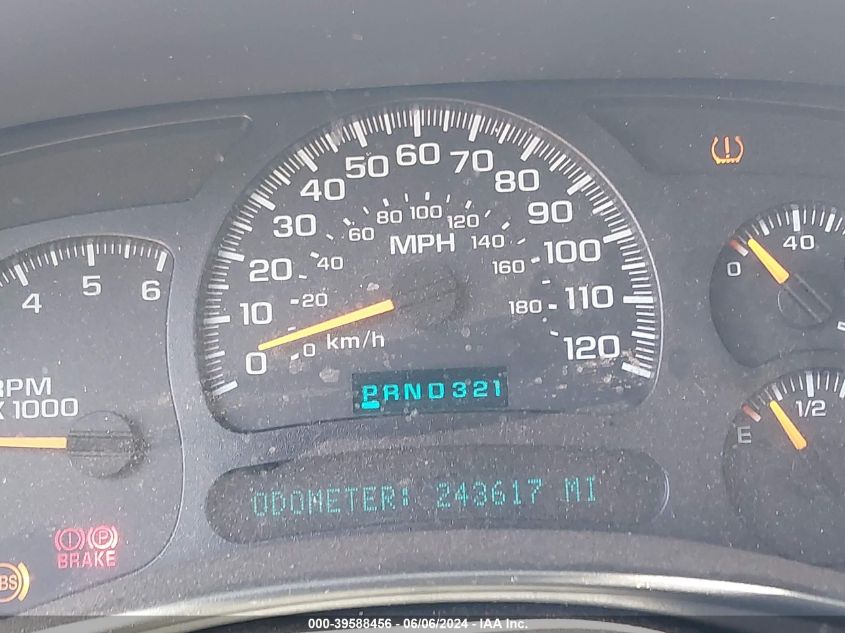 60
50 70
40 80
80 100 120
30 60 MPH 140 90
20 40 160 100
0 40
4 5 6
10 20 180 110
0 0 km/h 120
RPM
X 1000
PRND321
E 1/2
ODOMETER: 243617 MI
(!) (P)
BRAKE
ABS
000-39588456 - 06/06/2024 - IAA Inc.